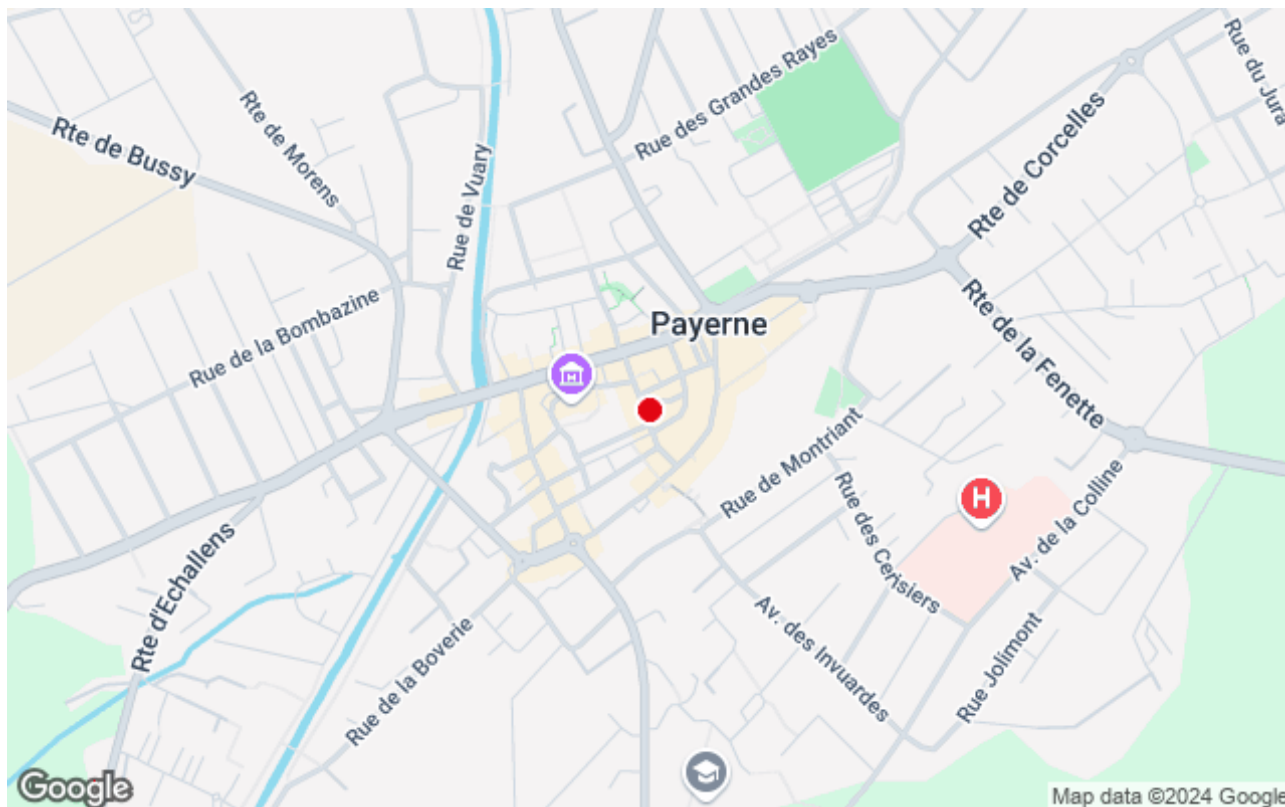 Rue du Jura
Rue des Grandes Rayes
Rte de Morens
Rte de Bussy
Rte de Corcelles
Rue de Vuary
Rue de la Bombazine
Payerne
Rte de la Fenette
Rue de Montriant
H
Rue des Cerisiers
Av. de la Colline
Rte d'Echallens
Av. des Invuardes
Rue Jolimont
Rue de la Boverie
Google
Map data ©2024 Google